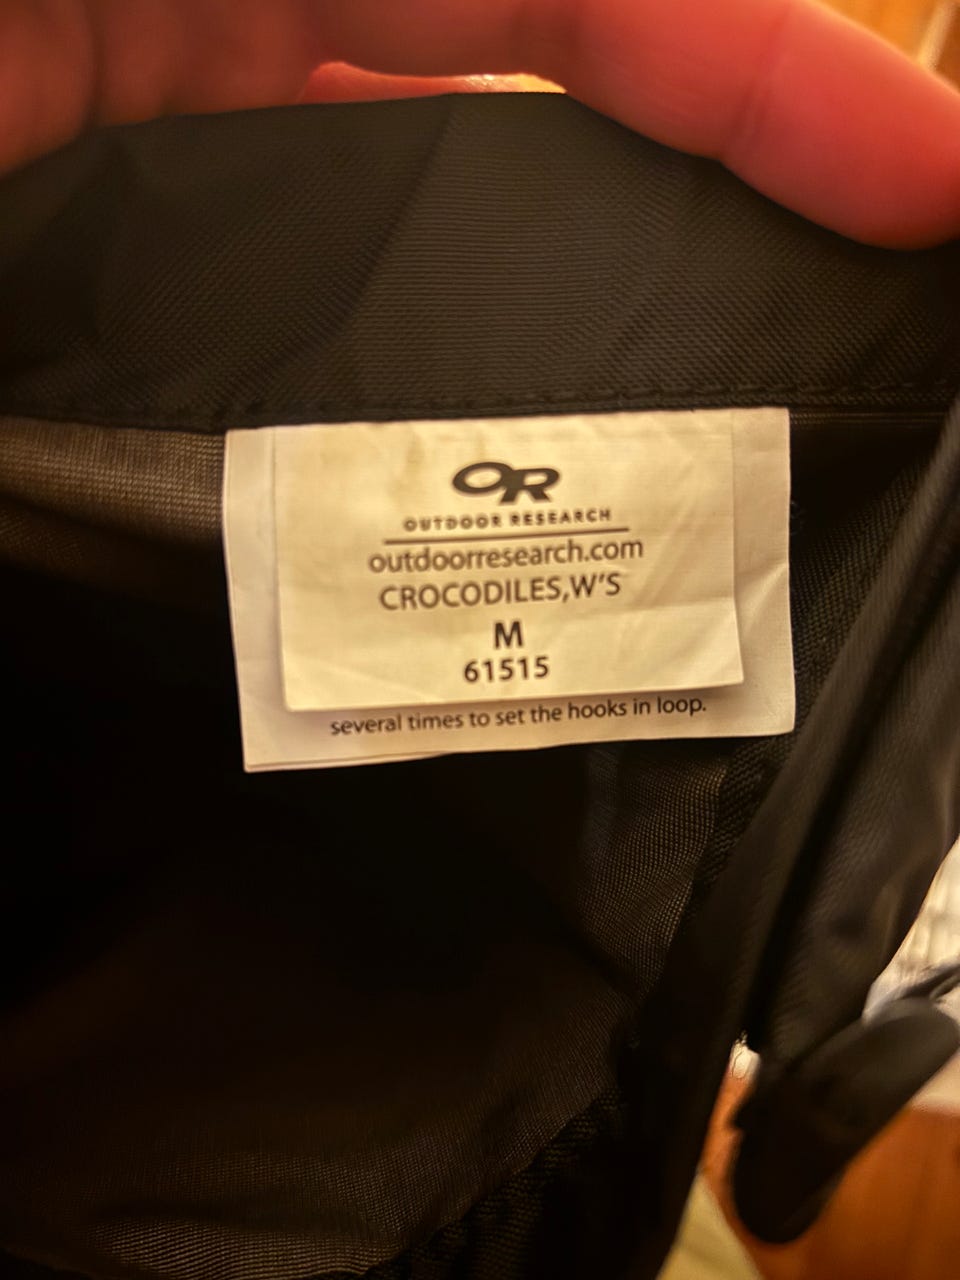 OR
OUTDOOR RESEARCH
outdoorresearch.com
CROCODILES,W'S
M
61515
several times to set the hooks in loop.